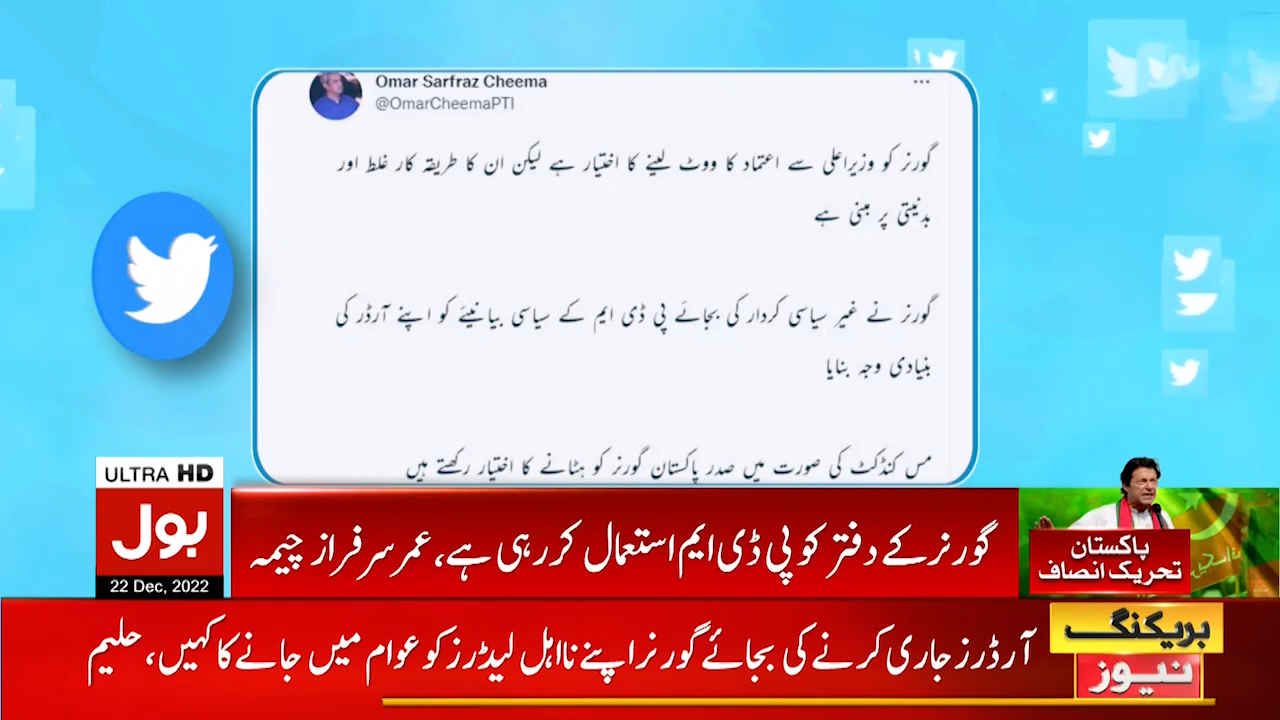 Omar Sarfraz Cheema
@OmarCheemaPTI
گورنر کو وزیراعلی سے اعتماد کا ووٹ لینے کا اختیار ہے لیکن ان کا طریقہ کار غلط اور
بدنیتی پر مبنی ہے
گورنر نے غیر سیاسی کردار کی بجائے پی ڈی ایم کے سیاسی بیانیئے کو اپنے آرڈر کی
بنیادی وجہ بنایا
مس کنڈکٹ کی صورت میں صدر پاکستان گورنر کو ہٹانے کا اختیار رکھتے ہیں
ULTRA HD
بول
22 Dec, 2022
گورنر کے دفتر کو پی ڈی ایم استعمال کر رہی ہے، عمر سرفراز چیمہ
پاکستان
تحریک انصاف
بریکنگ
نیوز
آرڈرز جاری کرنے کی بجائے گورنر اپنے نااہل لیڈرز کو عوام میں جانے کا کہیں، حلیم